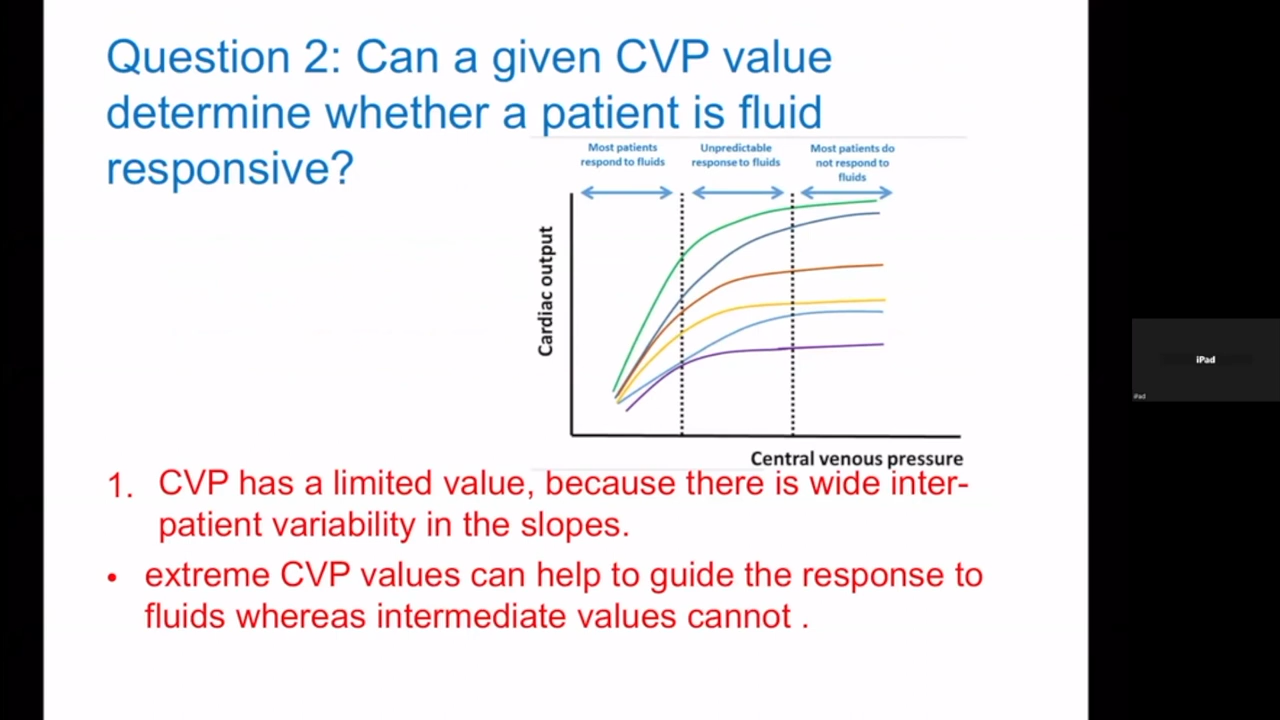 Question 2: Can a given CVP value
determine whether a patient is fluid
responsive?
Most patients
respond to fluids
Unpredictable
response to fluids
Most patients do
not respond to
fluids
Cardiac output
Central venous pressure
1. CVP has a limited value, because there is wide inter-
patient variability in the slopes.
• extreme CVP values can help to guide the response to
fluids whereas intermediate values cannot .
iPad
iPad